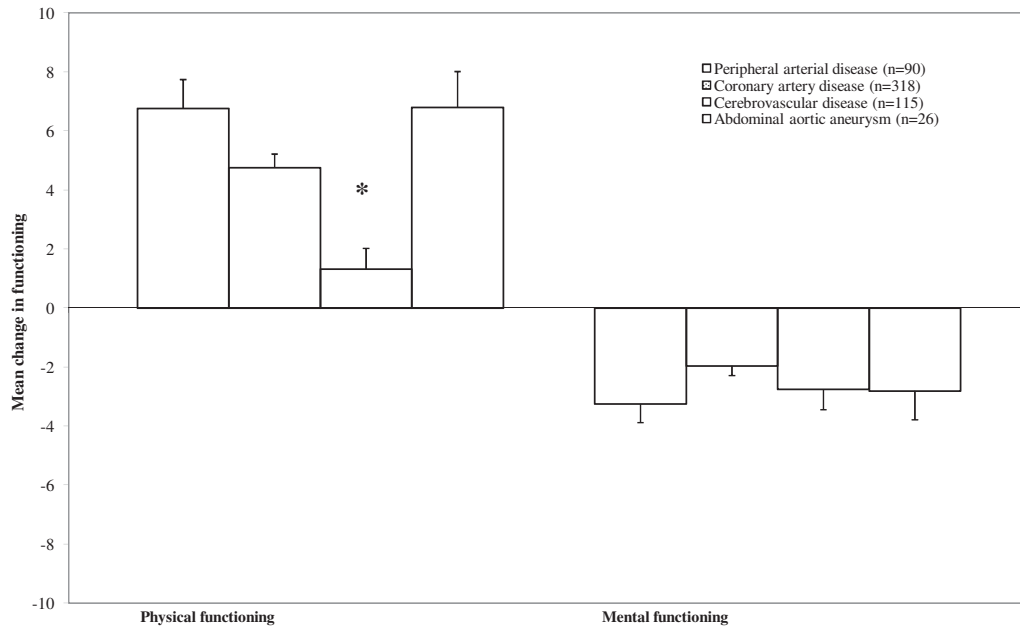 10
8
6
4
2
0
-2
-4
-6
-8
-10
Mean change in functioning
Peripheral arterial disease (n=90)
Coronary artery disease (n=318)
Cerebrovascular disease (n=115)
Abdominal aortic aneurysm (n=26)
*
Physical functioning
Mental functioning